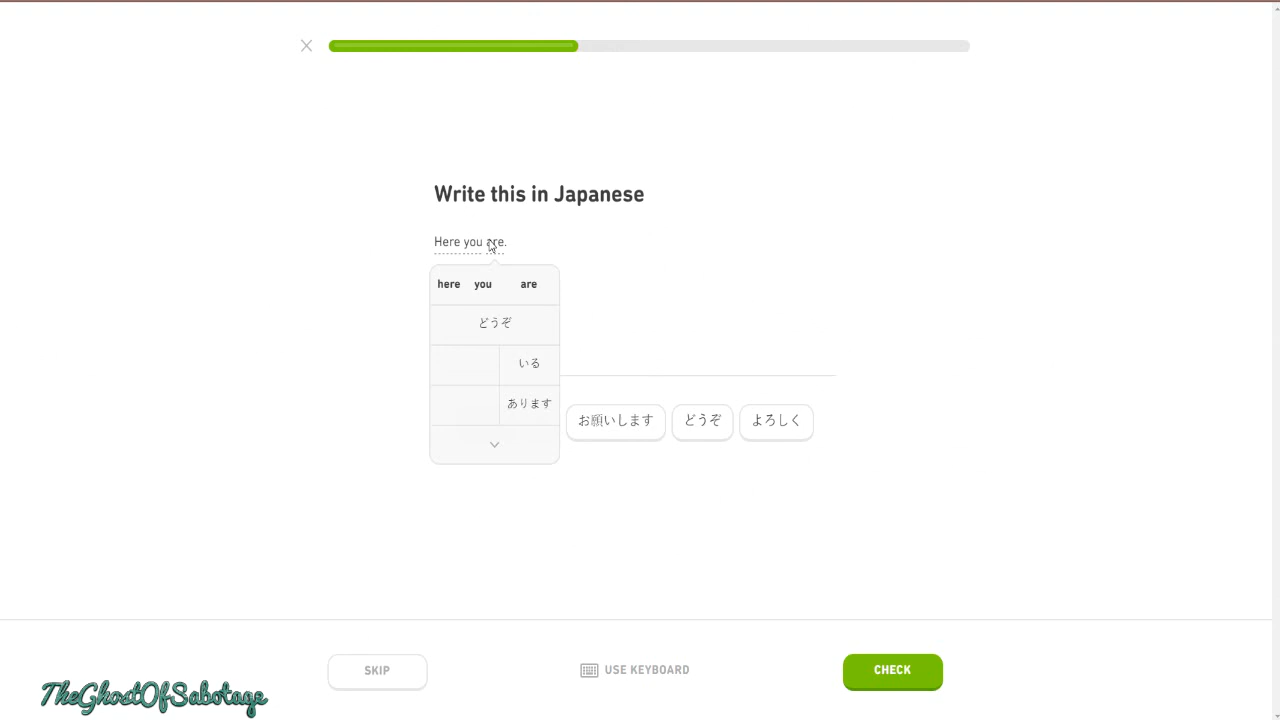 Write this in Japanese
Here you are.
here you are
どうぞ
いる
あります
お願いします どうぞ よろしく
SKIP USE KEYBOARD CHECK
TheGhostOfSabotage